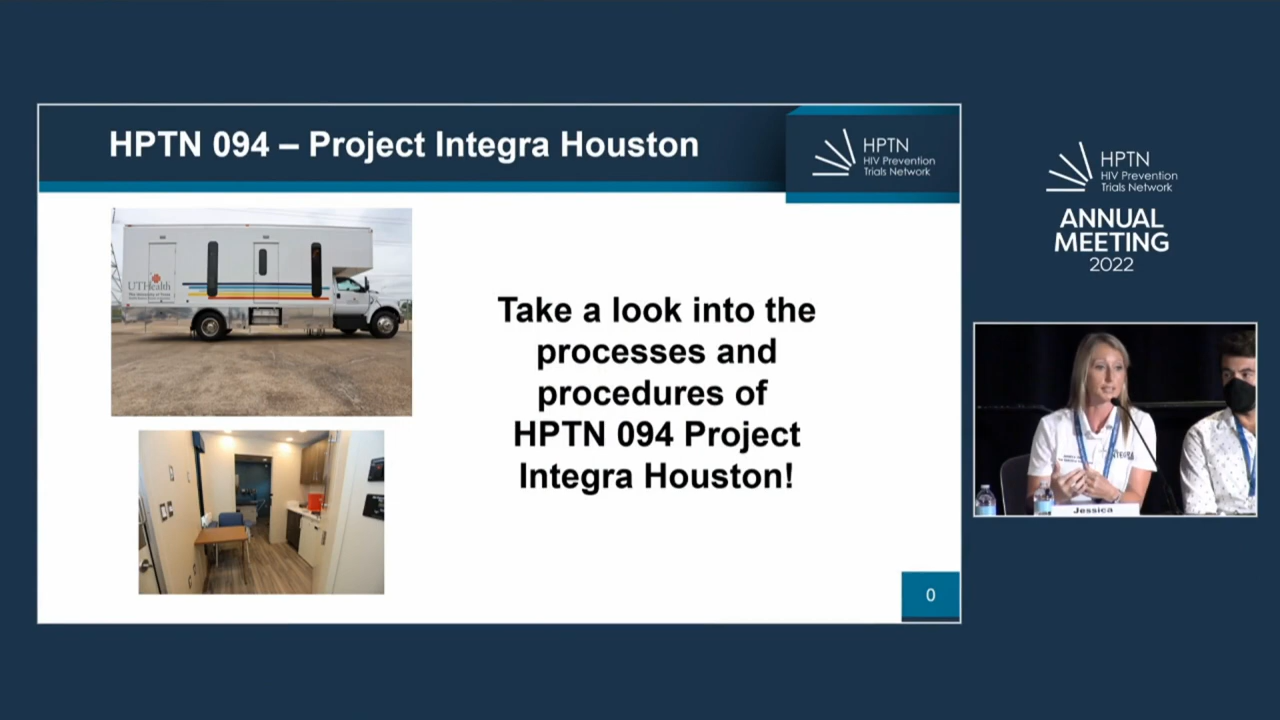 HPTN 094 – Project Integra Houston
HPTN
HIV Prevention
Trials Network
UTHealth
Take a look into the
processes and
procedures of
HPTN 094 Project
Integra Houston!
0
HPTN
HIV Prevention
Trials Network
ANNUAL
MEETING
2022
Jessica